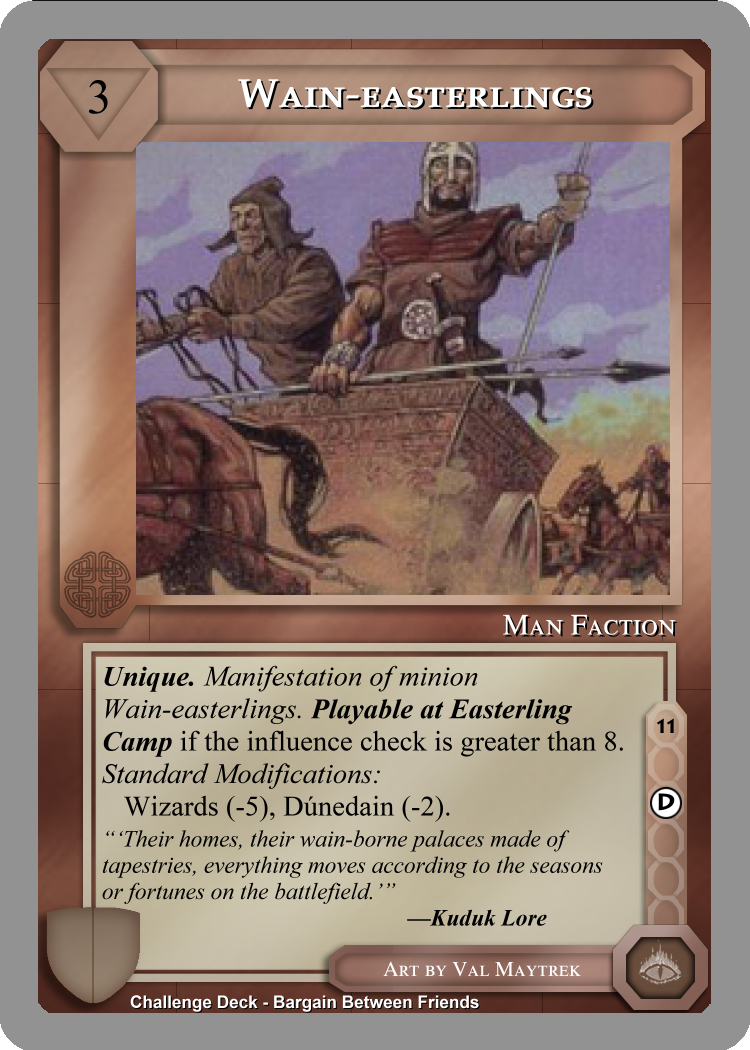 3
Wain-easterlings
Man Faction
Unique. Manifestation of minion
Wain-easterlings. Playable at Easterling
Camp if the influence check is greater than 8.
Standard Modifications:
Wizards (-5), Dúnedain (-2).
“‘Their homes, their wain-borne palaces made of
tapestries, everything moves according to the seasons
or fortunes on the battlefield.’”
—Kuduk Lore
11
D
Art by Val Maytrek
Challenge Deck - Bargain Between Friends